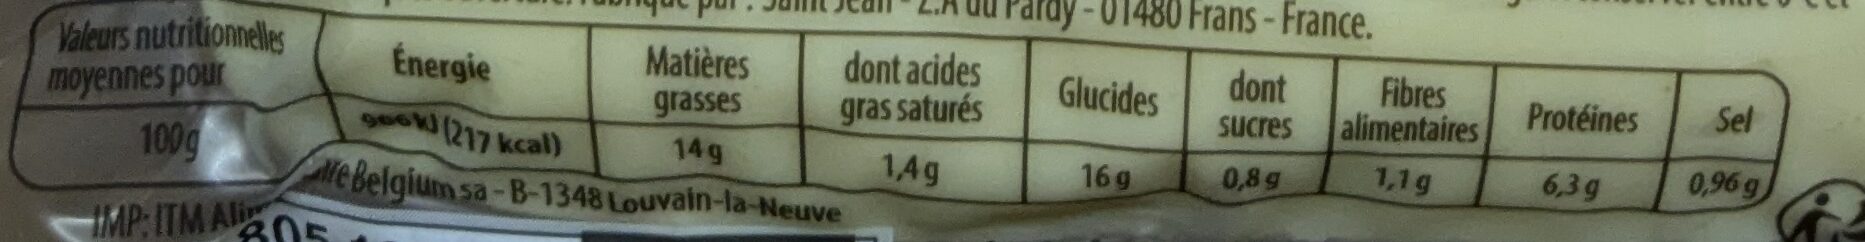 : Saint Jean - Z.A du Pardy - 01480 Frans - France.
Valeurs nutritionnelles moyennes pour
Énergie
Matières grasses
dont acides gras saturés
Glucides
dont sucres
Fibres alimentaires
Protéines
Sel
100g
(217 kcal)
14 g
1,4 g
16 g
0,8 g
1,1 g
6,3 g
0,96 g
IMP: ITM Belgium sa - B-1348 Louvain-la-Neuve
805